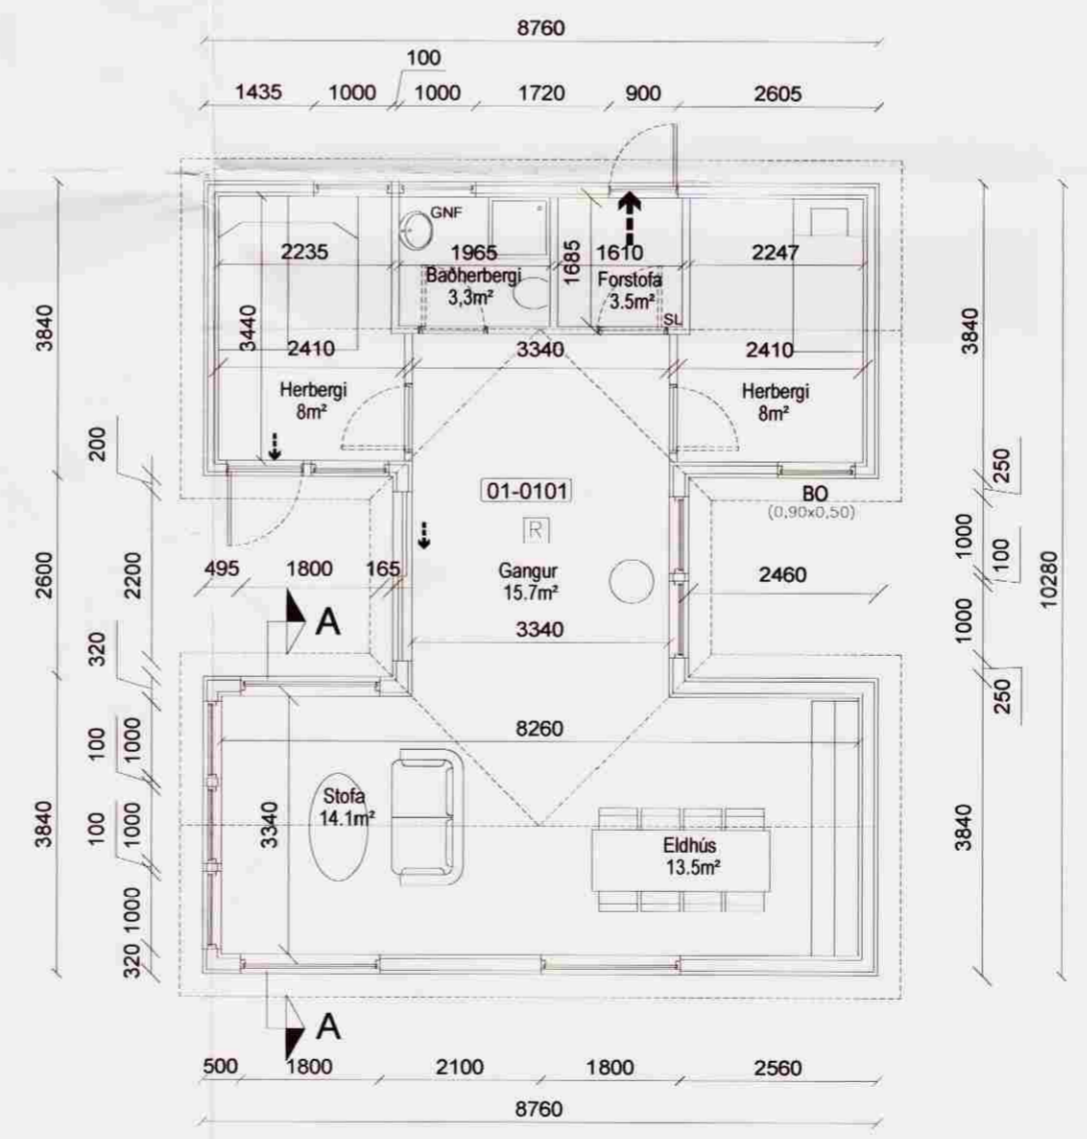 8760
100
1435 1000 1000 1720 900 2605
GNF
2235 1965 1685 1610 2247
Baðherbergi
3,3m²
Forstofa
3.5m²
SL
3840 3440 3840
2410 3340 2410
Herbergi
8m²
Herbergi
8m²
200 250
01-0101
BO
(0,90x0,50)
R
2600 2200 1000 100 10280
495 1800 165
Gangur
15.7m²
2460
A
3340
320 1000
250
8260
100 1000
Stofa
14.1m²
3340
3840 100 1000 3840
Eldhús
13.5m²
1000
320
A
500 1800 2100 1800 2560
8760